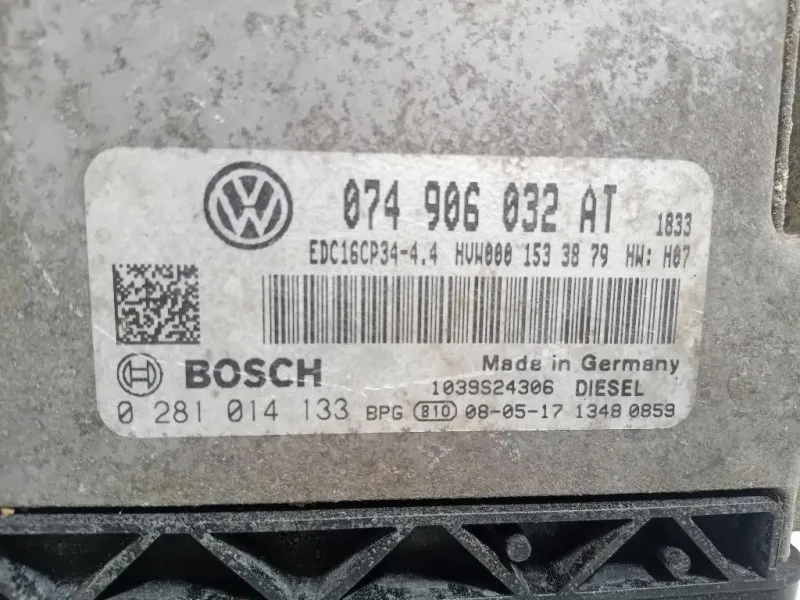 074 906 032 AT 1833
EDC16CP34-4.4 HVW000 153 38 79 HW: H07
BOSCH
Made in Germany
1039S24306 DIESEL
0 281 014 133 BPG 810 08-05-17 1348 0859